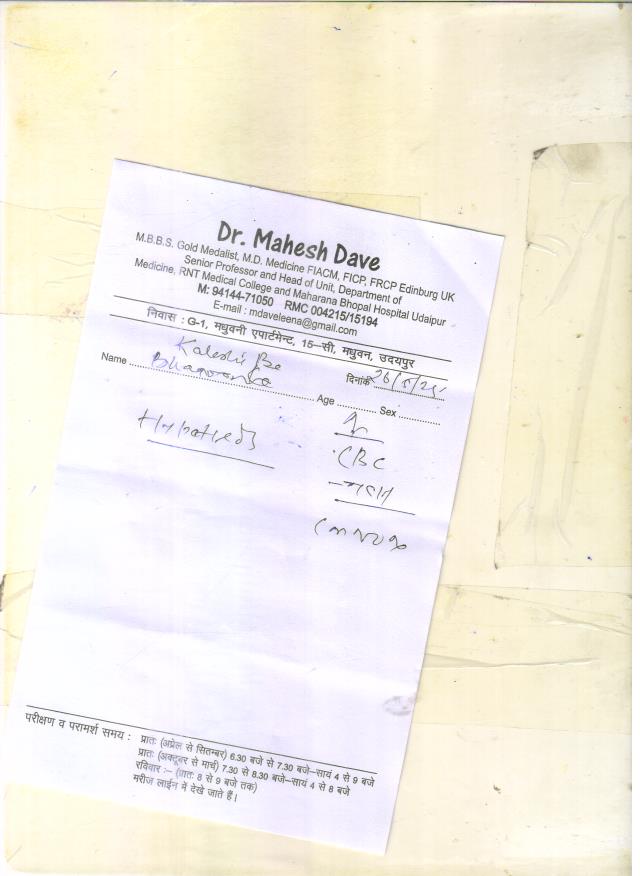 Dr. Mahesh Dave
M.B.B.S. Gold Medalist, M.D. Medicine FIACM, FICP, FRCP Edinburg UK
Senior Professor and Head of Unit, Department of
Medicine, RNT Medical College and Maharana Bhopal Hospital Udaipur
M: 94144-71050 RMC 004215/15194
E-mail : mdaveleena@gmail.com
निवास : G-1, मधुवनी एपार्टमेन्ट, 15–सी, मधुवन, उदयपुर
Name दिनांक
Age Sex
CBC
परीक्षण व परामर्श समय : प्रातः (अप्रेल से सितम्बर) 6.30 बजे से 7.30 बजे–सायं 4 से 9 बजे
प्रातः (अक्टूबर से मार्च) 7.30 से 8.30 बजे–सायं 4 से 8 बजे
रविवार :– (प्रातः 8 से 9 बजे तक)
मरीज लाईन में देखे जाते हैं।